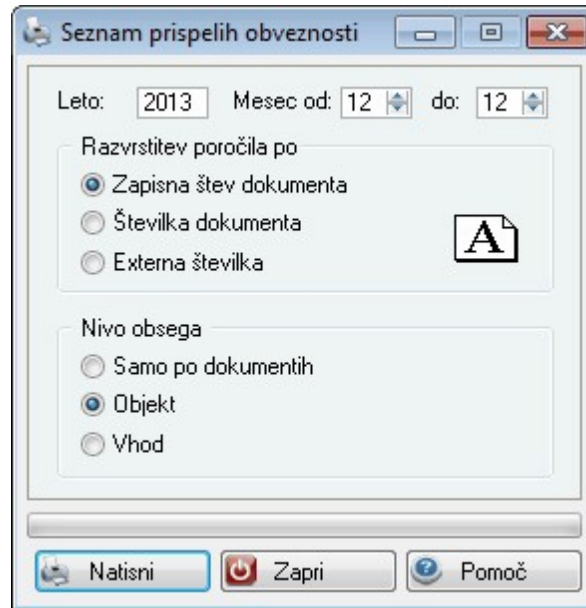 Seznam prispelih obveznosti
Leto: 2013 Mesec od: 12 do: 12
Razvrstitev poročila po
Zapisna štev dokumenta
Številka dokumenta
Externa številka
A
Nivo obsega
Samo po dokumentih
Objekt
Vhod
Natisni Zapri Pomoč